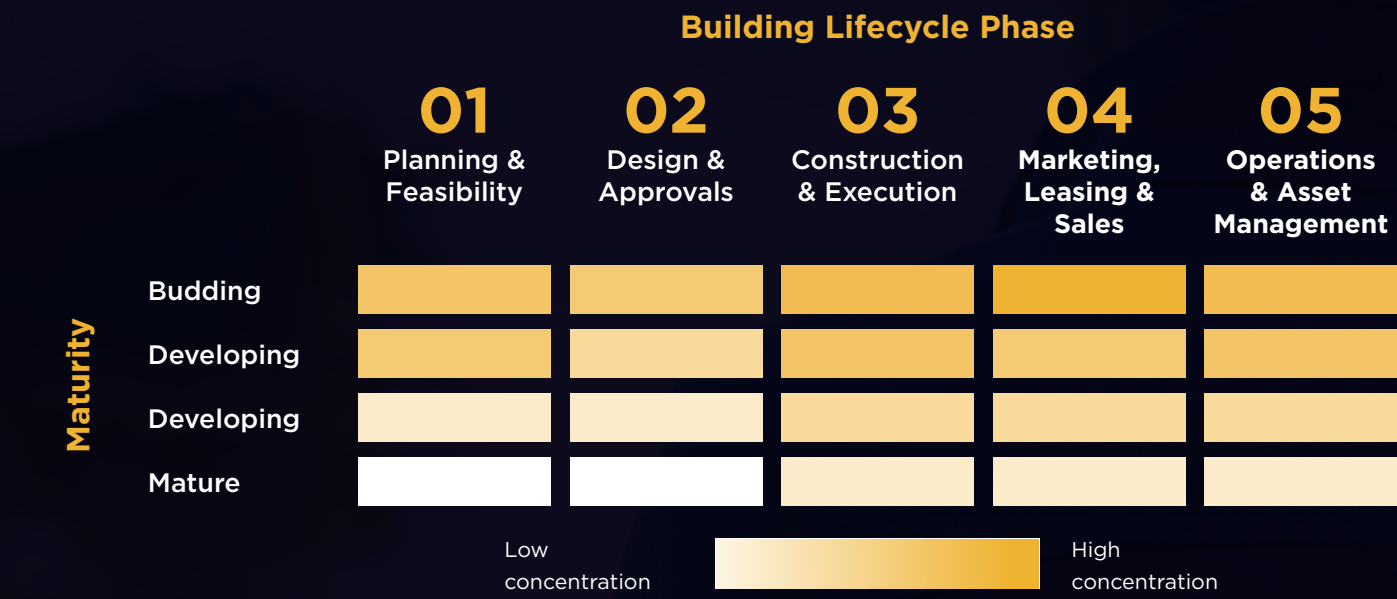 Building Lifecycle Phase
01
02
03
04
05
Planning &
Feasibility
Design &
Approvals
Construction
& Execution
Marketing,
Leasing &
Sales
Operations
& Asset
Management
Maturity
Budding
Developing
Developing
Mature
Low
concentration
High
concentration